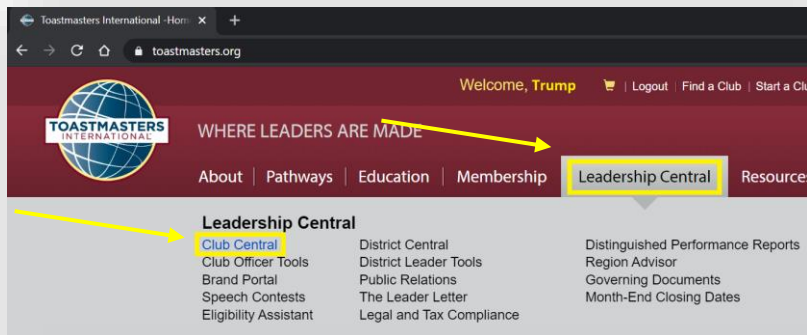 Toastmasters International -Hom
toastmasters.org
Welcome, Trump | Logout | Find a Club | Start a Clu
TOASTMASTERS
INTERNATIONAL
WHERE LEADERS ARE MADE
About | Pathways | Education | Membership Leadership Central Resources
Leadership Central
Club Central District Central Distinguished Performance Reports
Club Officer Tools District Leader Tools Region Advisor
Brand Portal Public Relations Governing Documents
Speech Contests The Leader Letter Month-End Closing Dates
Eligibility Assistant Legal and Tax Compliance